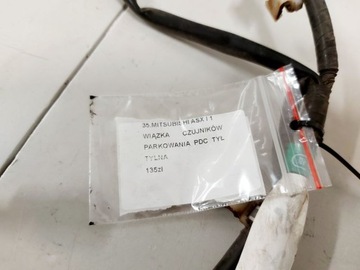 35.MITSUBISHI ASX I 1
WIĄZKA CZUJNIKÓW
PARKOWANIA PDC TYŁ
TYLNA
135zł